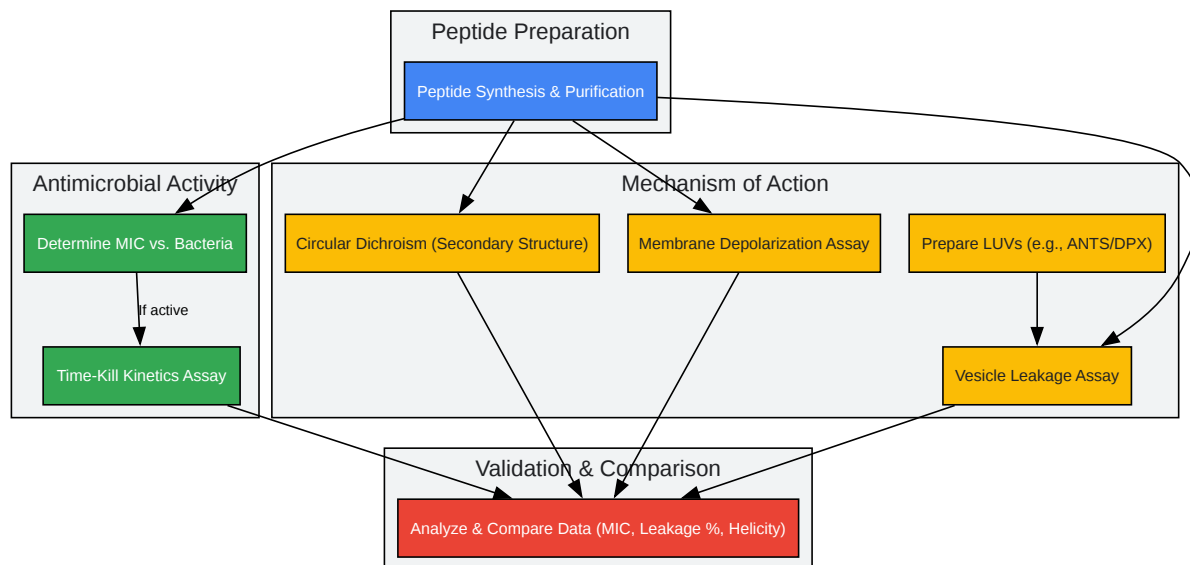 Peptide Preparation
Peptide Synthesis & Purification
Antimicrobial Activity
Mechanism of Action
Determine MIC vs. Bacteria
Circular Dichroism (Secondary Structure)
Membrane Depolarization Assay
Prepare LUVs (e.g., ANTS/DPX)
If active
Time-Kill Kinetics Assay
Vesicle Leakage Assay
Validation & Comparison
Analyze & Compare Data (MIC, Leakage %, Helicity)